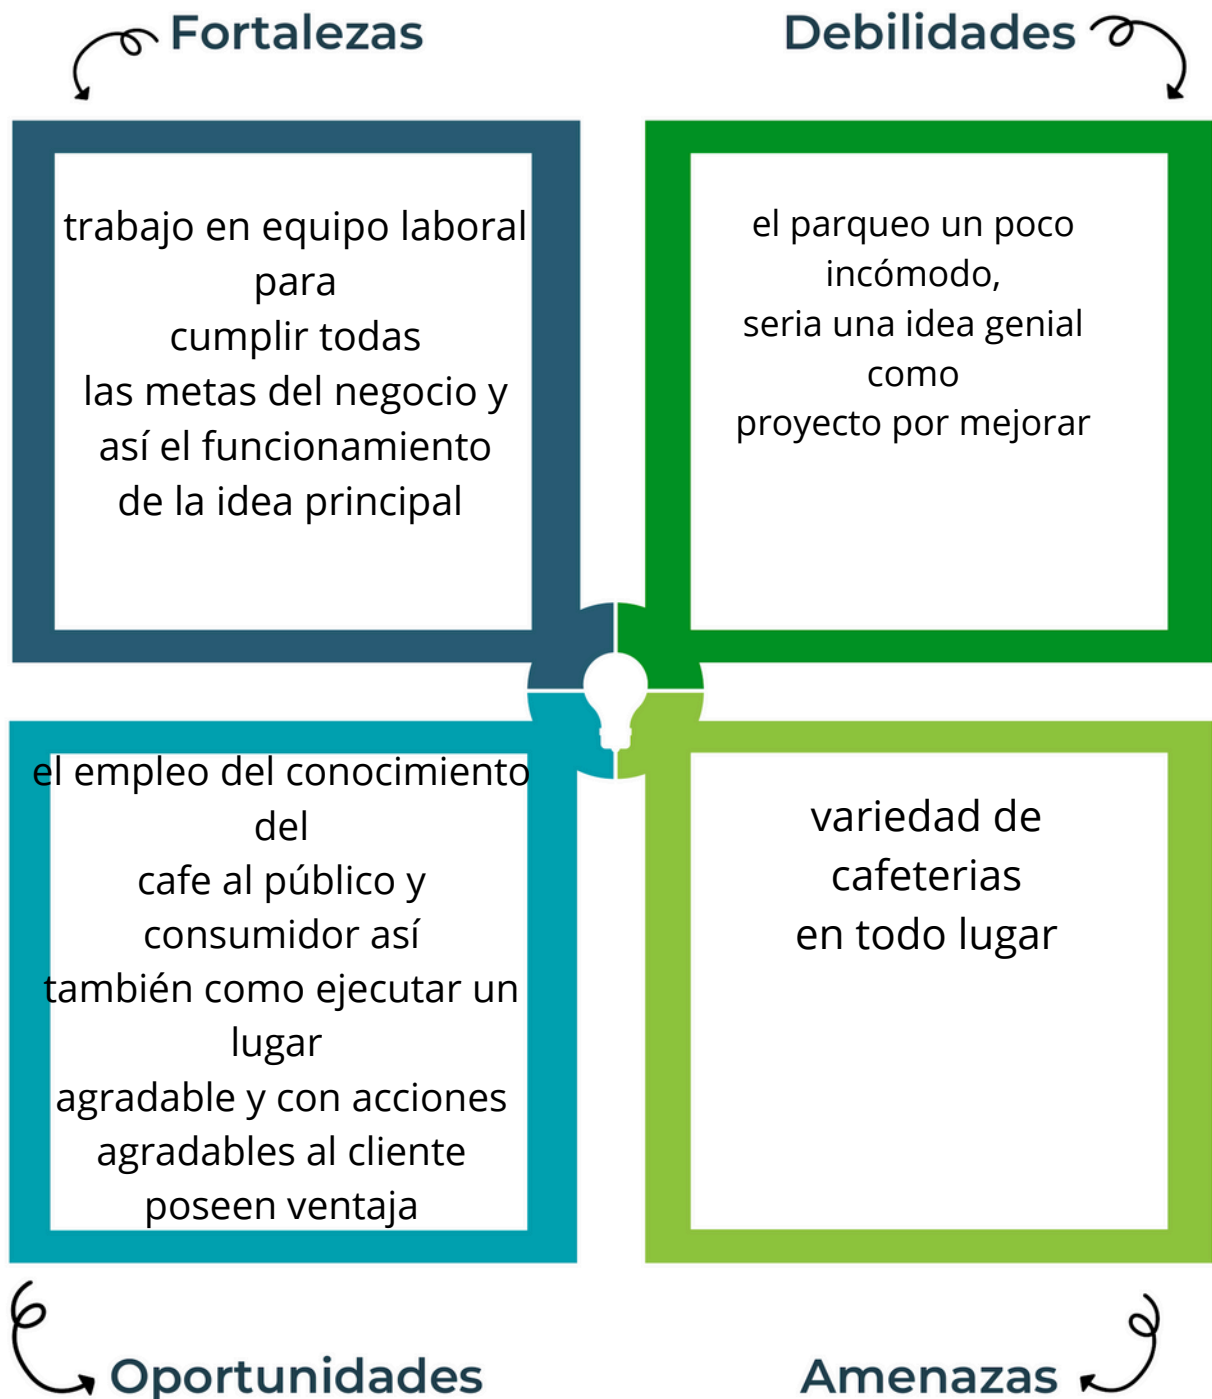 Fortalezas
trabajo en equipo laboral
para
cumplir todas
las metas del negocio y
así el funcionamiento
de la idea principal
Debilidades
el parqueo un poco
incómodo,
seria una idea genial
como
proyecto por mejorar
el empleo del conocimiento
del
cafe al público y
consumidor así
también como ejecutar un
lugar
agradable y con acciones
agradables al cliente
poseen ventaja
Oportunidades
variedad de
cafeterias
en todo lugar
Amenazas